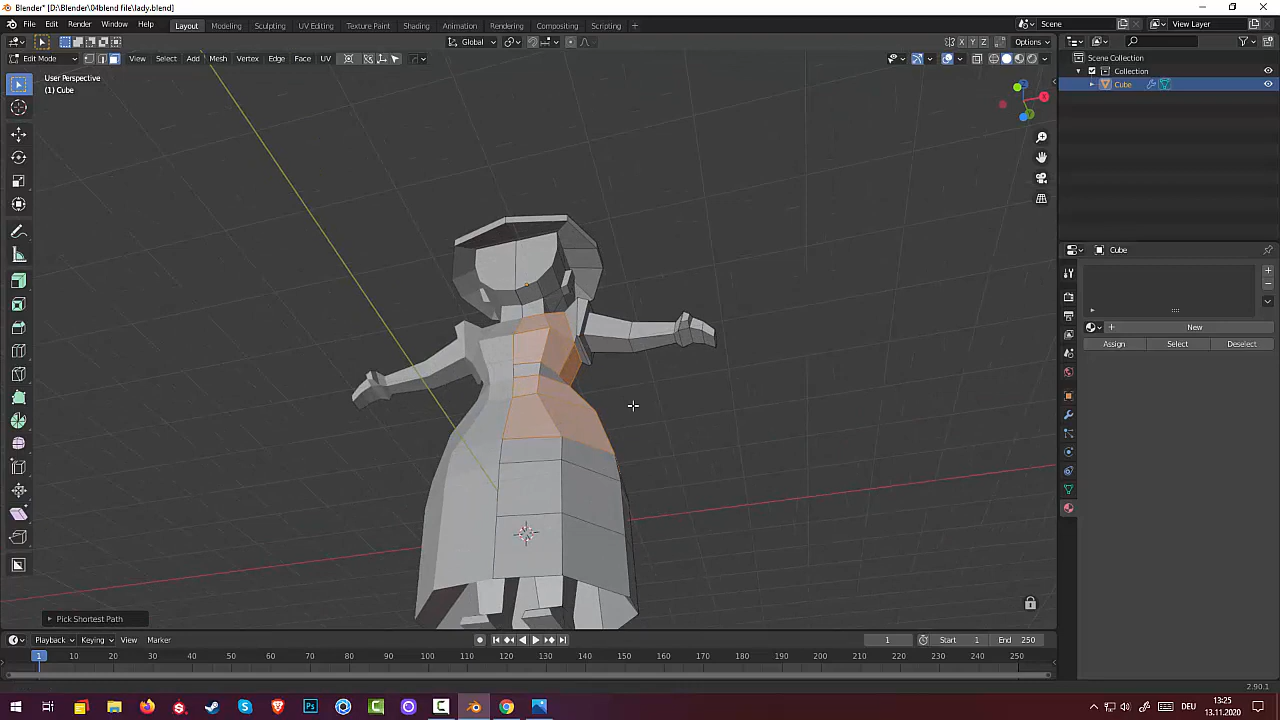 Blender* [D:\Blender\04blend file\lady.blend]
File Edit Render Window Help Layout Modeling Sculpting UV Editing Texture Paint Shading Animation Rendering Compositing Scripting Scene View Layer
Global X Y Z Options
Edit Mode View Select Add Mesh Vertex Edge Face UV
User Perspective
(1) Cube
Scene Collection
Collection
Cube
X
Z
Cube
New
Assign Select Deselect
Pick Shortest Path
Playback Keying View Marker 1 Start 1 End 250
1 10 20 30 40 50 60 70 80 90 100 110 120 130 140 150 160 170 180 190 200 210 220 230 240 250
2.90.1
DEU 13:25
13.11.2020